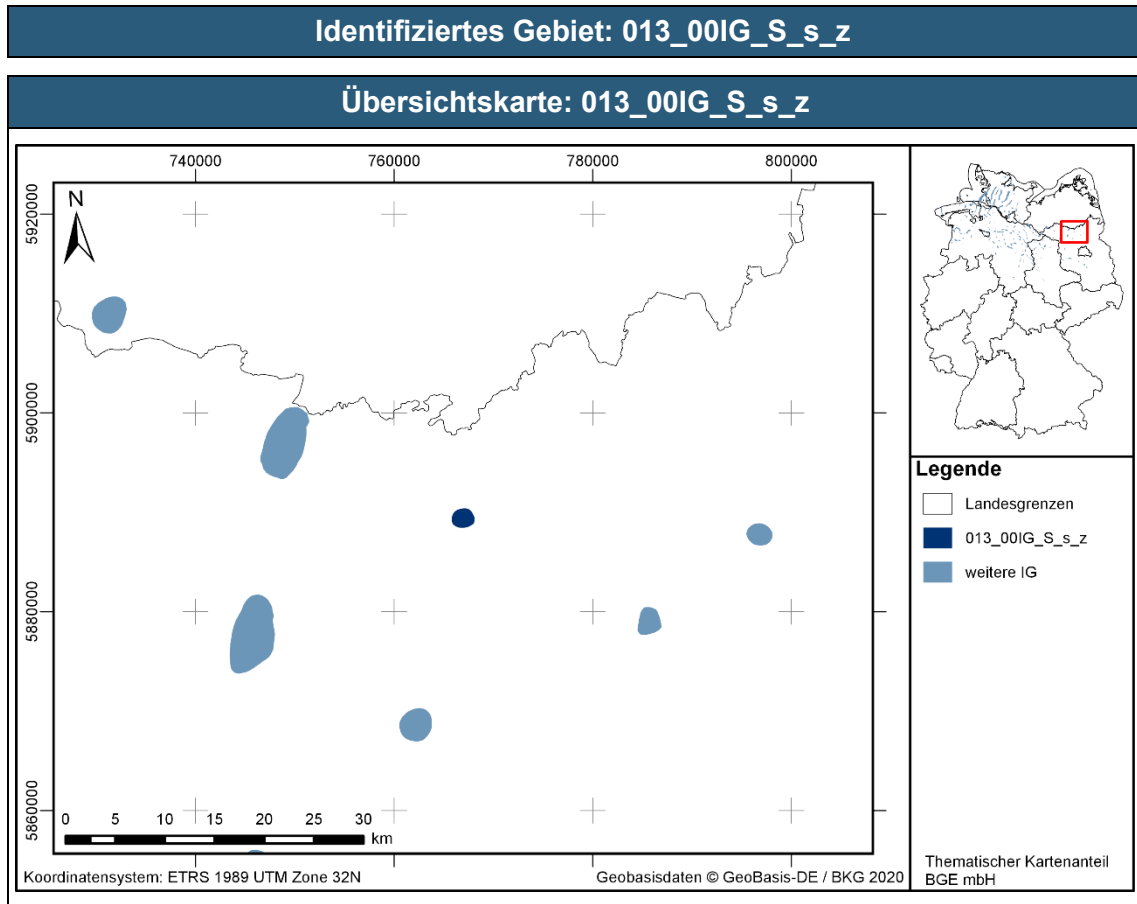 Identifiziertes Gebiet: 013_00IG_S_s_z
Übersichtskarte: 013_00IG_S_s_z
740000 760000 780000 800000
N
5920000
5900000
5880000
5860000
0 5 10 15 20 25 30
km
Koordinatensystem: ETRS 1989 UTM Zone 32N
Geobasisdaten © GeoBasis-DE / BKG 2020
Legende
Landesgrenzen
013_00IG_S_s_z
weitere IG
Thematischer Kartenanteil
BGE mbH